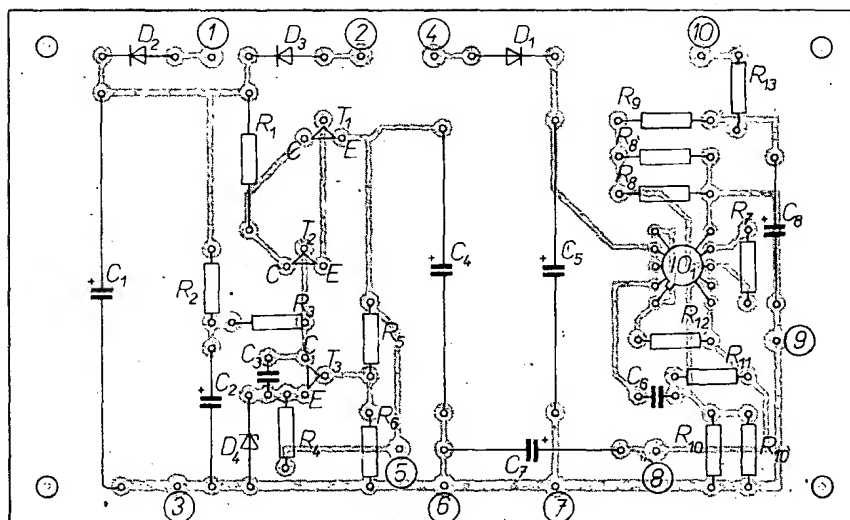 D2 1 D3 2 4 D1 10
R13
R9
R1 T1
C E R8'
R8 R7
T2 C8
C E C4 C5 IO1
C1 R2
R3 R12
C R5 9
C3 T3 R11
C2 E C6
R6
D4 R4 R10 R10'
5 C7 8
3 6 7